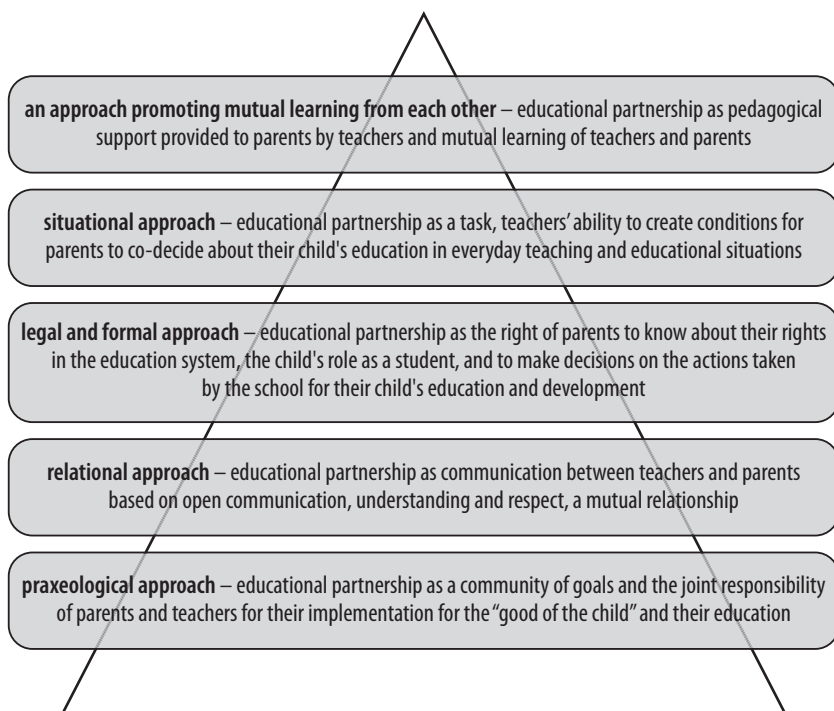 an approach promoting mutual learning from each other – educational partnership as pedagogical
support provided to parents by teachers and mutual learning of teachers and parents
situational approach – educational partnership as a task, teachers' ability to create conditions for
parents to co-decide about their child's education in everyday teaching and educational situations
legal and formal approach – educational partnership as the right of parents to know about their rights
in the education system, the child's role as a student, and to make decisions on the actions taken
by the school for their child's education and development
relational approach – educational partnership as communication between teachers and parents
based on open communication, understanding and respect, a mutual relationship
praxeological approach – educational partnership as a community of goals and the joint responsibility
of parents and teachers for their implementation for the “good of the child” and their education